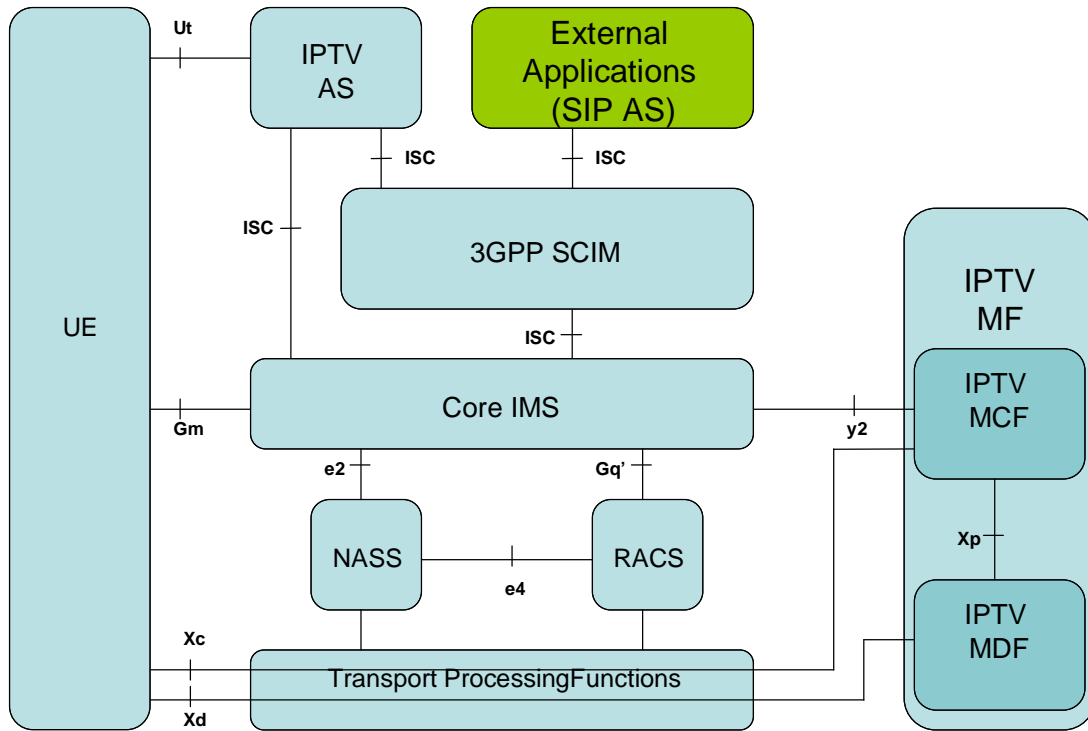 Ut
IPTV
AS
External
Applications
(SIP AS)
ISC
ISC
ISC
3GPP SCIM
IPTV
MF
UE
ISC
IPTV
MCF
Core IMS
Gm
y2
e2
Gq'
NASS
RACS
Xp
e4
IPTV
MDF
Xc
Transport ProcessingFunctions
Xd